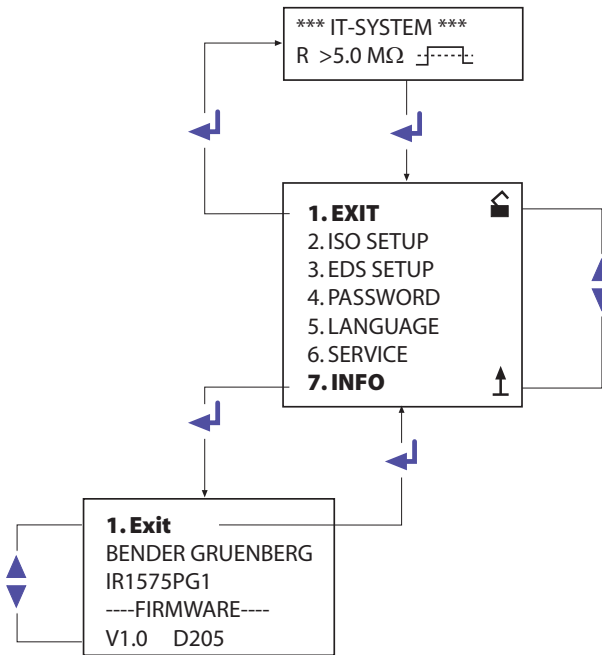 *** IT-SYSTEM ***
R >5.0 MΩ
1. EXIT
2. ISO SETUP
3. EDS SETUP
4. PASSWORD
5. LANGUAGE
6. SERVICE
7. INFO
1. Exit
BENDER GRUENBERG
IR1575PG1
----FIRMWARE----
V1.0 D205